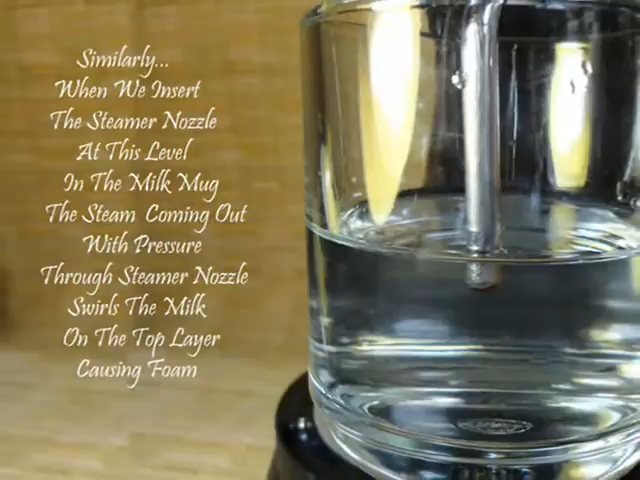 Similarly...
When We Insert
The Steamer Nozzle
At This Level
In The Milk Mug
The Steam Coming Out
With Pressure
Through Steamer Nozzle
Swirls The Milk
On The Top Layer
Causing Foam